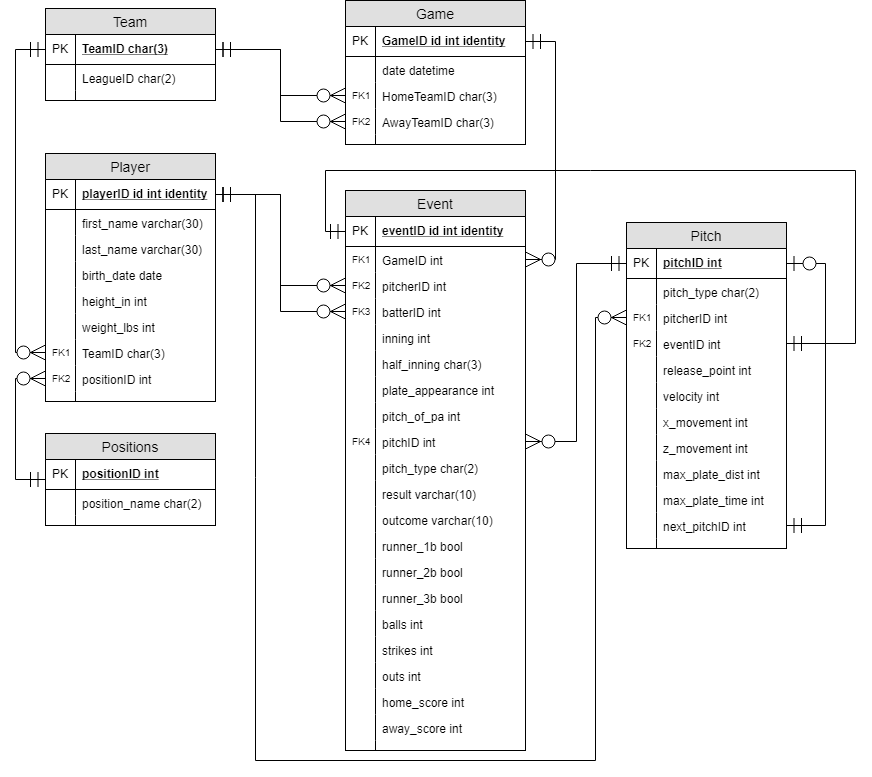 Team
PK TeamID char(3)
LeagueID char(2)
Game
PK GameID id int identity
date datetime
FK1 HomeTeamID char(3)
FK2 AwayTeamID char(3)
Player
PK playerID id int identity
first_name varchar(30)
last_name varchar(30)
birth_date date
height_in int
weight_lbs int
FK1 TeamID char(3)
FK2 positionID int
Event
PK eventID id int identity
FK1 GameID int
FK2 pitcherID int
FK3 batterID int
inning int
half_inning char(3)
plate_appearance int
pitch_of_pa int
FK4 pitchID int
pitch_type char(2)
result varchar(10)
outcome varchar(10)
runner_1b bool
runner_2b bool
runner_3b bool
balls int
strikes int
outs int
home_score int
away_score int
Pitch
PK pitchID int
pitch_type char(2)
FK1 pitcherID int
FK2 eventID int
release_point int
velocity int
x_movement int
z_movement int
max_plate_dist int
max_plate_time int
next_pitchID int
Positions
PK positionID int
position_name char(2)